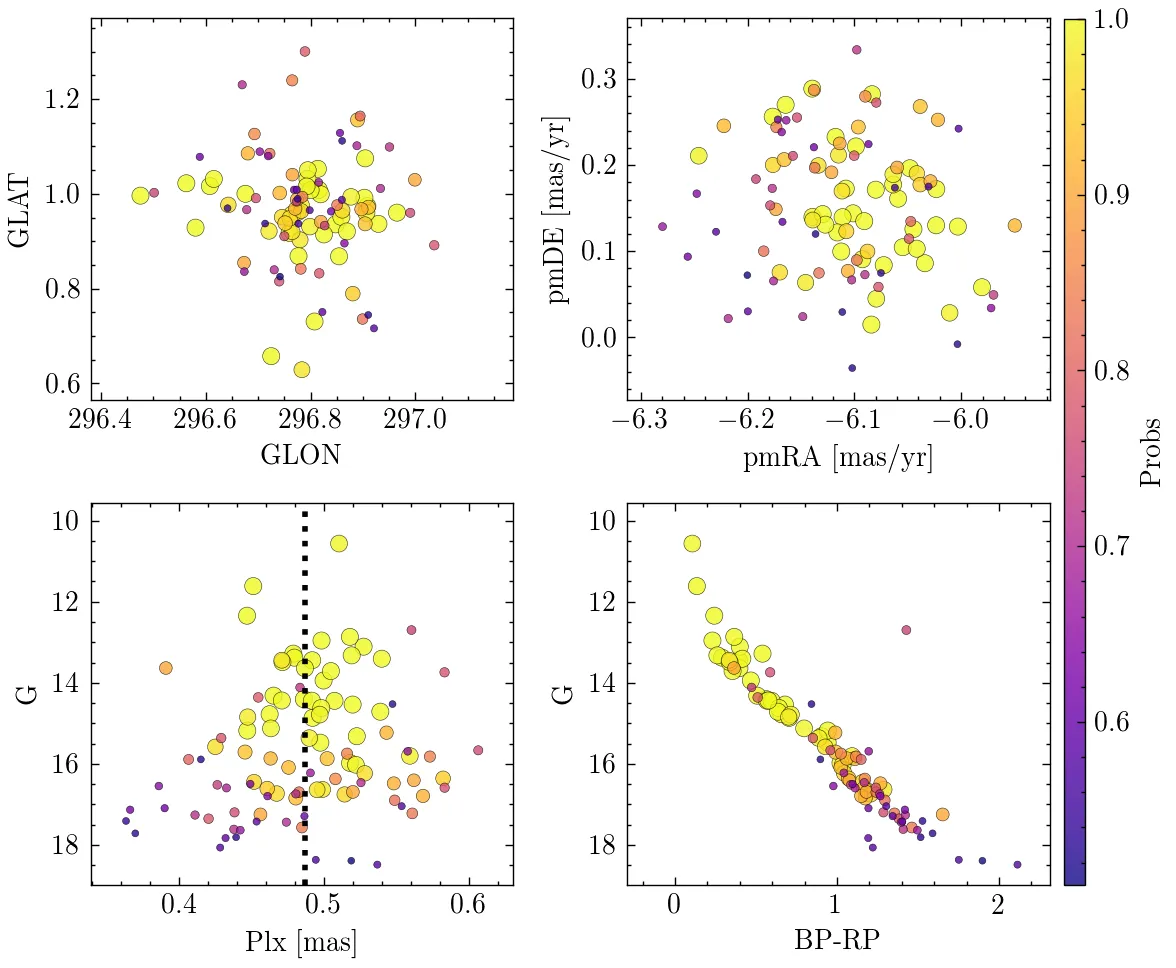 1.2
1.0
0.8
0.6
GLAT
296.4 296.6 296.8 297.0
GLON
0.3
0.2
0.1
0.0
pmDE [mas/yr]
−6.3 −6.2 −6.1 −6.0
pmRA [mas/yr]
1.0
0.9
0.8
0.7
0.6
Probs
10
12
14
16
18
G
0.4 0.5 0.6
Plx [mas]
10
12
14
16
18
G
0 1 2
BP-RP